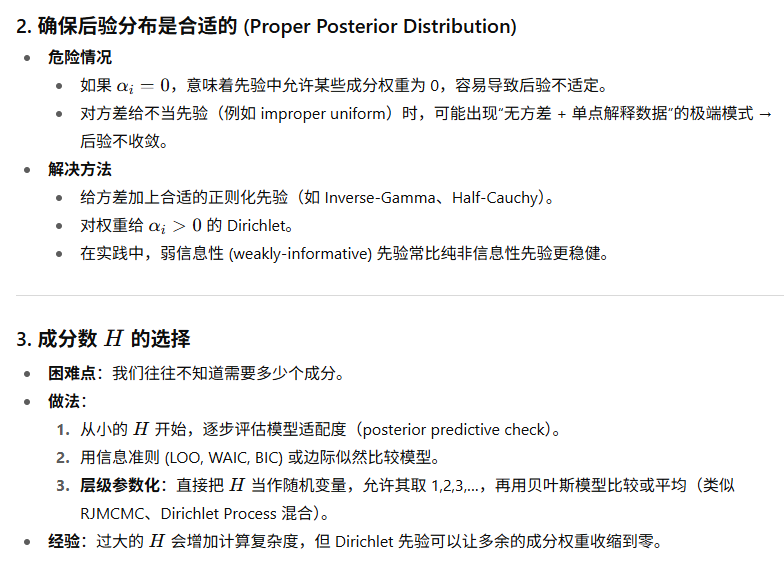 2. 确保后验分布是合适的 (Proper Posterior Distribution)
危险情况
如果 αᵢ = 0，意味着先验中允许某些成分权重为 0，容易导致后验不适定。
对方差给不当先验（例如 improper uniform）时，可能出现“无方差 + 单点解释数据”的极端模式 →
后验不收敛。
解决方法
给方差加上合适的正则化先验（如 Inverse-Gamma、Half-Cauchy）。
对权重给 αᵢ > 0 的 Dirichlet。
在实践中，弱信息性 (weakly-informative) 先验常比纯非信息性先验更稳健。
3. 成分数 H 的选择
困难点：我们往往不知道需要多少个成分。
做法：
1. 从小的 H 开始，逐步评估模型适配度（posterior predictive check）。
2. 用信息准则 (LOO, WAIC, BIC) 或边际似然比较模型。
3. 层级参数化：直接把 H 当作随机变量，允许其取 1,2,3,...，再用贝叶斯模型比较或平均（类似
RJMCMC、Dirichlet Process 混合）。
经验：过大的 H 会增加计算复杂度，但 Dirichlet 先验可以让多余的成分权重收缩到零。